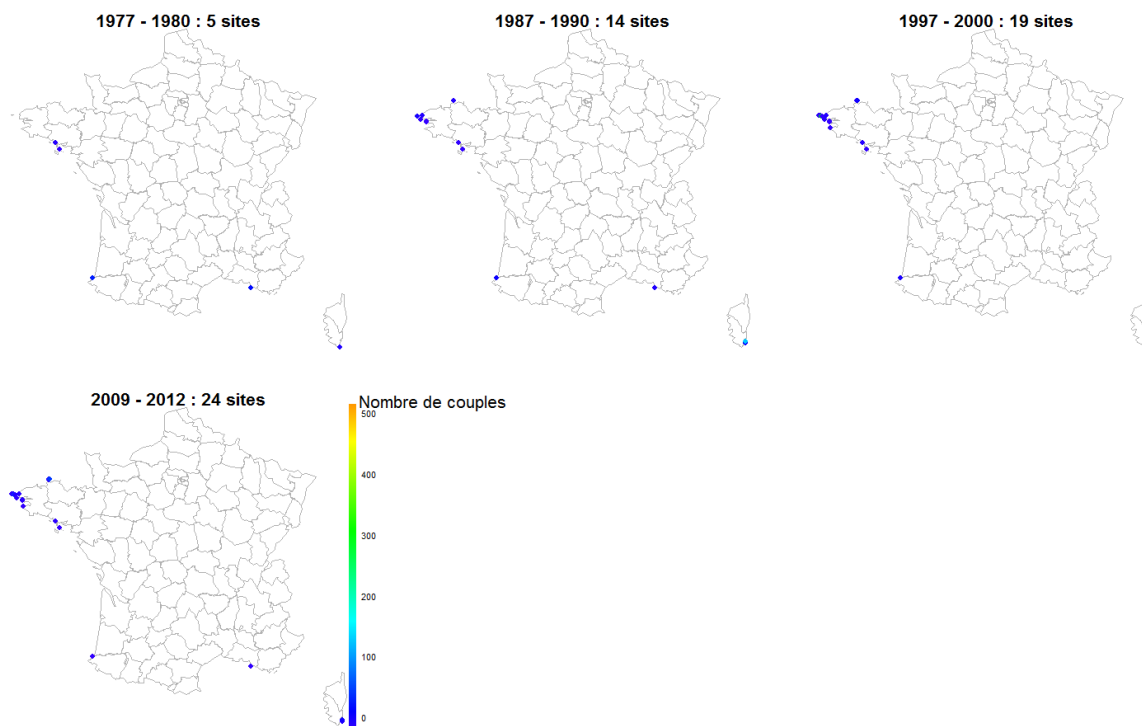 1977 - 1980 : 5 sites
1987 - 1990 : 14 sites
1997 - 2000 : 19 sites
2009 - 2012 : 24 sites
Nombre de couples
500
400
300
200
100
0